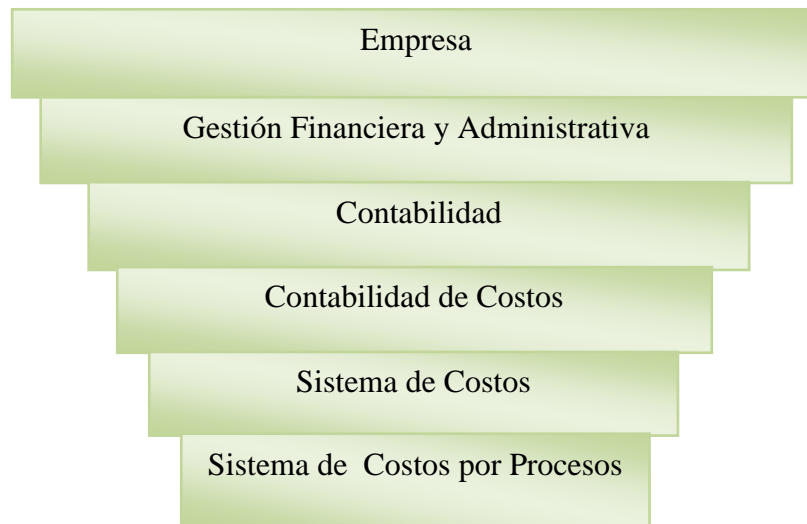 Empresa
Gestión Financiera y Administrativa
Contabilidad
Contabilidad de Costos
Sistema de Costos
Sistema de Costos por Procesos